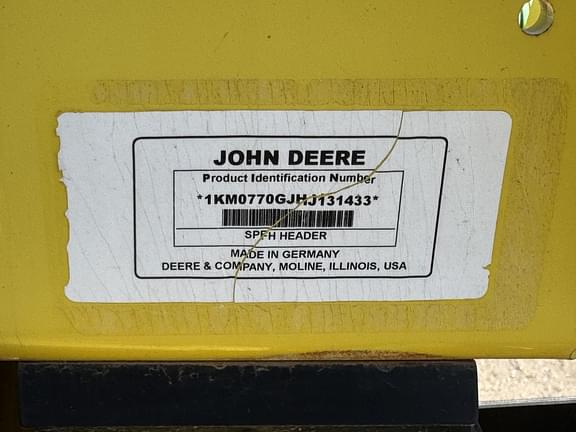 JOHN DEERE
Product Identification Number
*1KM0770GJHJ131433*
SPFH HEADER
MADE IN GERMANY
DEERE & COMPANY, MOLINE, ILLINOIS, USA